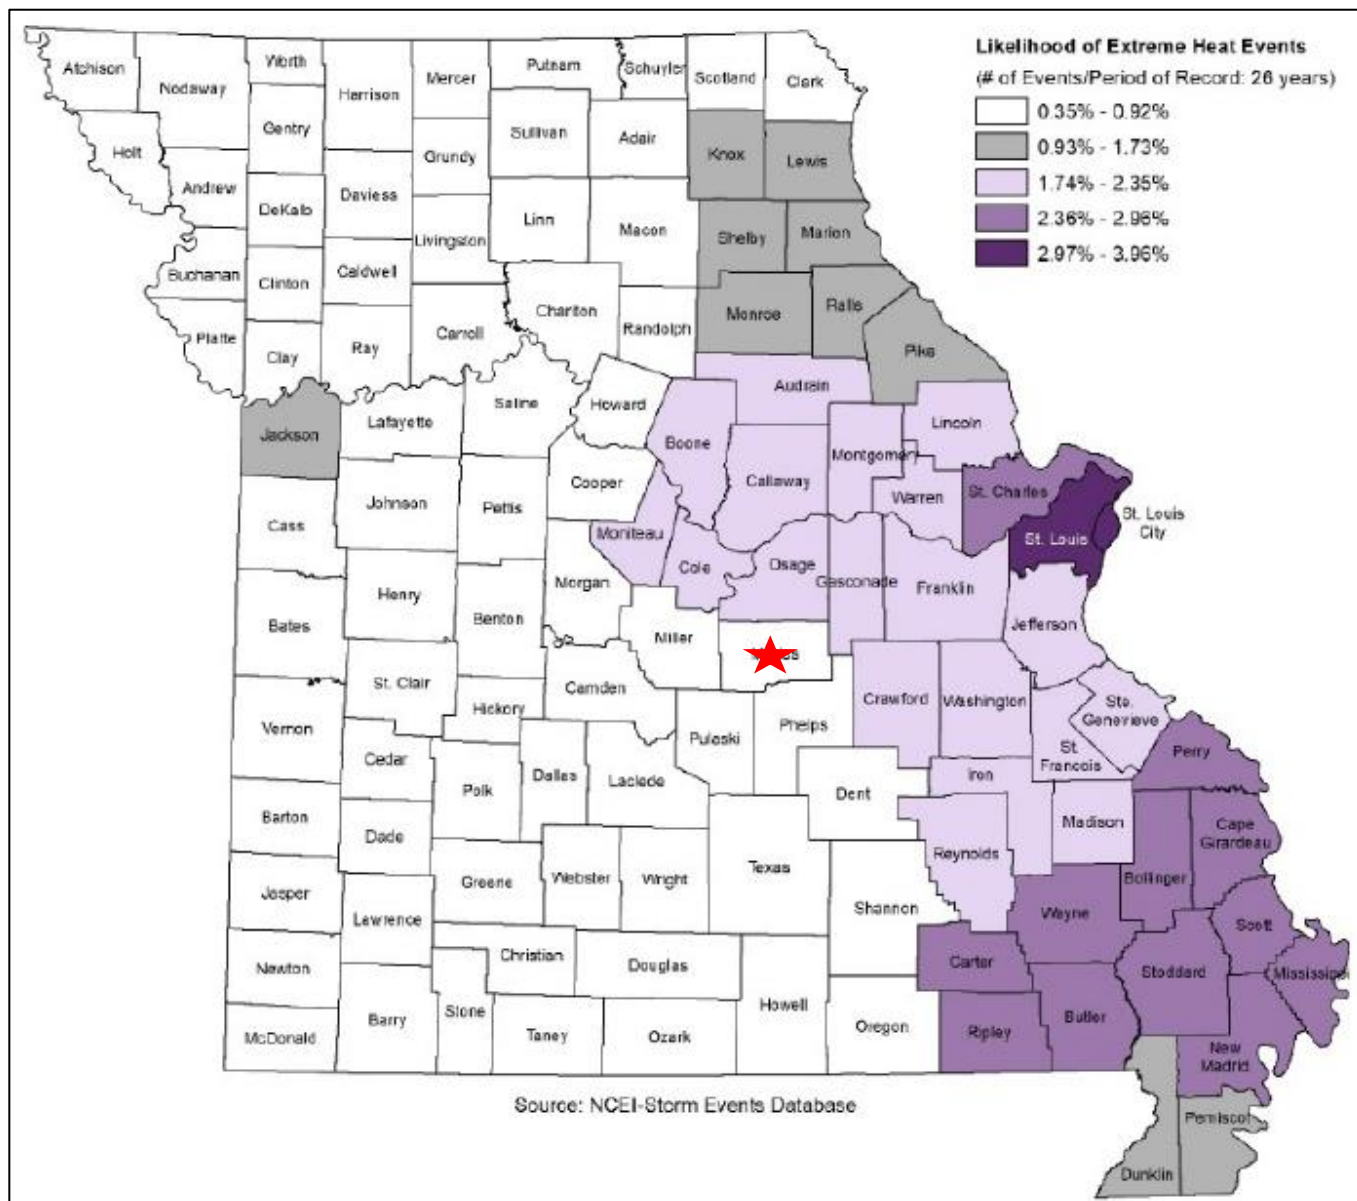 Likelihood of Extreme Heat Events
(# of Events/Period of Record: 26 years)
0.35% - 0.92%
0.93% - 1.73%
1.74% - 2.35%
2.36% - 2.96%
2.97% - 3.96%
Atchison
Nodaway
Worth
Harrison
Mercer
Putnam
Schuyler
Scotland
Clark
Gentry
Sullivan
Adair
Knox
Lewis
Holt
Andrew
DeKalb
Daviess
Grundy
Linn
Macon
Shelby
Marion
Livingston
Buchanan
Clinton
Caldwell
Chariton
Randolph
Monroe
Ralls
Pike
Platte
Clay
Ray
Carroll
Audrain
Jackson
Lafayette
Saline
Howard
Boone
Lincoln
Montgomery
Callaway
Cooper
Warren
St. Charles
St. Louis
City
St. Louis
Cass
Johnson
Pettis
Moniteau
Cole
Osage
Gasconade
Franklin
Jefferson
Bates
Henry
Benton
Morgan
Miller
St. Clair
Camden
Crawford
Washington
Ste.
Genevieve
Vernon
Hickory
Pulaski
Phelps
St.
Francois
Perry
Cedar
Polk
Dallas
Laclede
Dent
Iron
Barton
Dade
Madison
Cape
Girardeau
Jasper
Greene
Webster
Wright
Texas
Reynolds
Bollinger
Lawrence
Shannon
Wayne
Scott
Newton
Christian
Douglas
Carter
Stoddard
Mississippi
McDonald
Barry
Stone
Taney
Ozark
Howell
Oregon
Ripley
Butler
New
Madrid
Source: NCEI-Storm Events Database
Pemiscot
Dunklin